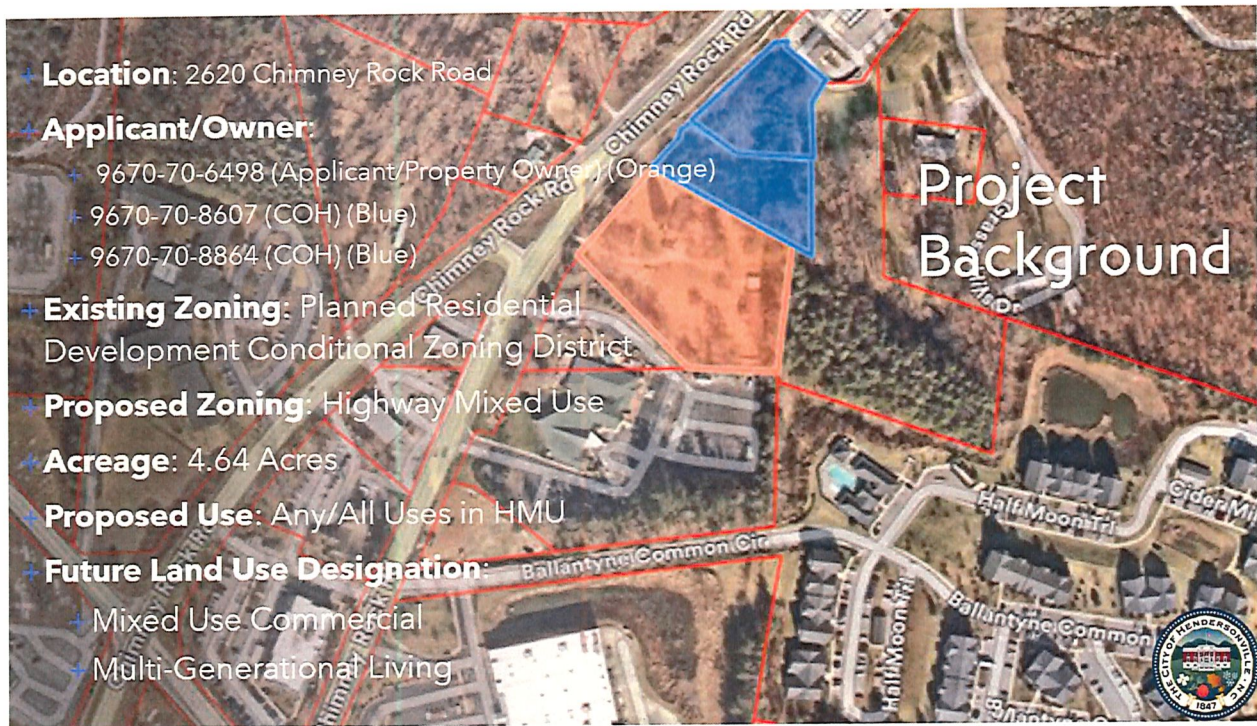 Location: 2620 Chimney Rock Road
Applicant/Owner:
9670-70-6498 (Applicant/Property Owner) (Orange)
9670-70-8607 (COH) (Blue)
9670-70-8864 (COH) (Blue)
Existing Zoning: Planned Residential
Development Conditional Zoning District
Proposed Zoning: Highway Mixed Use
Acreage: 4.64 Acres
Proposed Use: Any/All Uses in HMU
Future Land Use Designation:
Mixed Use Commercial
Multi-Generational Living
Project
Background
Chimney Rock Rd
Chimney Rock Rd
Chimney Rock Rd
Ballantyne Common Cir
Half Moon Trl
Half Moon Trl
Ballantyne Common
THE CITY OF HENDERSONVILLE N.C.
1847